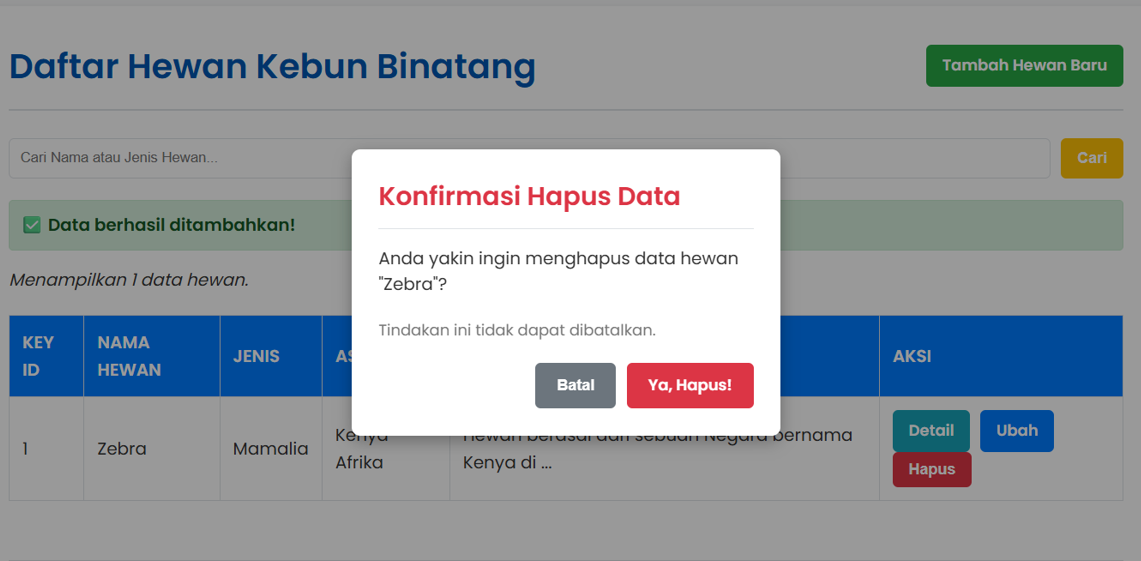 Daftar Hewan Kebun Binatang
Tambah Hewan Baru
Cari Nama atau Jenis Hewan...
Cari
✅ Data berhasil ditambahkan!
Menampilkan 1 data hewan.
Konfirmasi Hapus Data
Anda yakin ingin menghapus data hewan
"Zebra"?
Tindakan ini tidak dapat dibatalkan.
Batal
Ya, Hapus!
KEY
ID
NAMA
HEWAN
JENIS
AKSI
1
Zebra
Mamalia
Kenya
Afrika
Hewan berasal dari sebuah Negara bernama
Kenya di ...
Detail
Ubah
Hapus